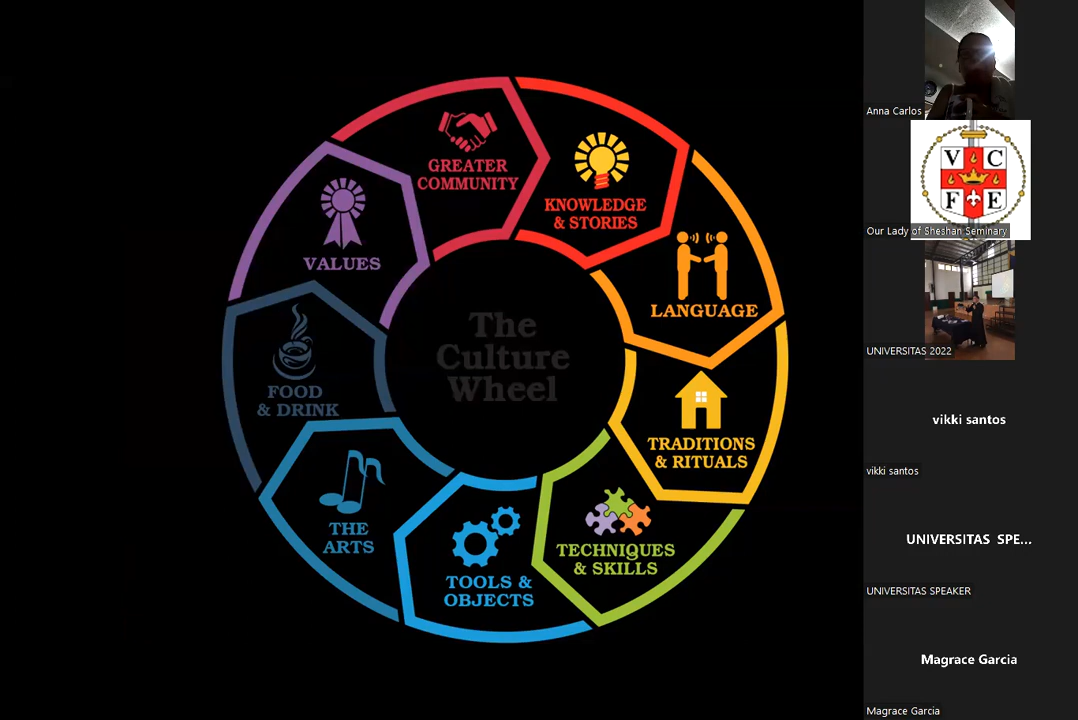 GREATER
COMMUNITY
KNOWLEDGE
& STORIES
LANGUAGE
TRADITIONS
& RITUALS
TECHNIQUES
& SKILLS
TOOLS &
OBJECTS
THE
ARTS
FOOD
& DRINK
VALUES
The
Culture
Wheel
Anna Carlos
V C
F E
Our Lady of Sheshan Seminary
UNIVERSITAS 2022
vikki santos
vikki santos
UNIVERSITAS SPE...
UNIVERSITAS SPEAKER
Magrace Garcia
Magrace Garcia